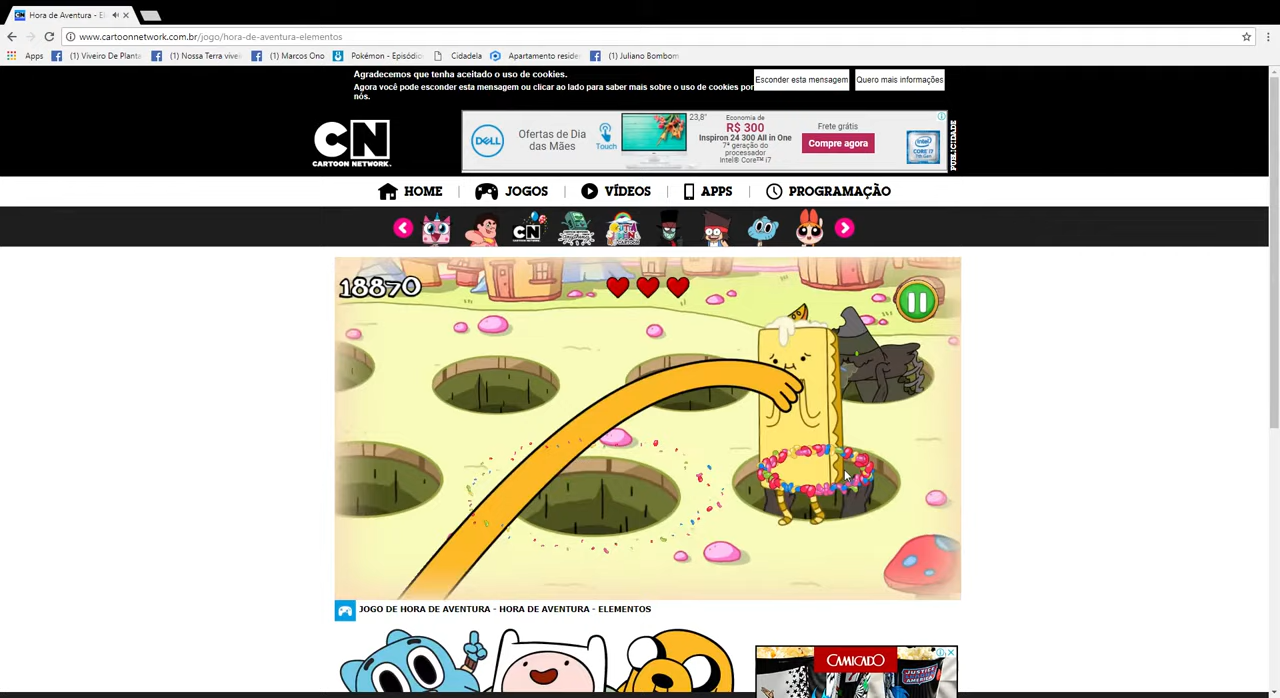 Hora de Aventura - El
www.cartoonnetwork.com.br/jogo/hora-de-aventura-elementos
Apps
(1) Viveiro De Planta
(1) Nossa Terra vive
(1) Marcos Ono
Pokémon - Episódio
Cidadela
Apartamento reside
(1) Juliano Bombom
Agradecemos que tenha aceitado o uso de cookies.
Agora você pode esconder esta mensagem ou clicar ao lado para saber mais sobre o uso de cookies por
nós.
Esconder esta mensagem
Quero mais informações
CN
CARTOON NETWORK.
DELL
Ofertas de Dia
das Mães
Touch
23,8"
Economia de
R$ 300
Inspiron 24 300 All in One
7ª geração do
processador
Intel® Core™ i7
Frete grátis
Compre agora
intel
CORE i7
PUBLICIDADE
HOME
JOGOS
VÍDEOS
APPS
PROGRAMAÇÃO
CN
18870
JOGO DE HORA DE AVENTURA - HORA DE AVENTURA - ELEMENTOS
CAMICADO
JUSTICE
AMERICA